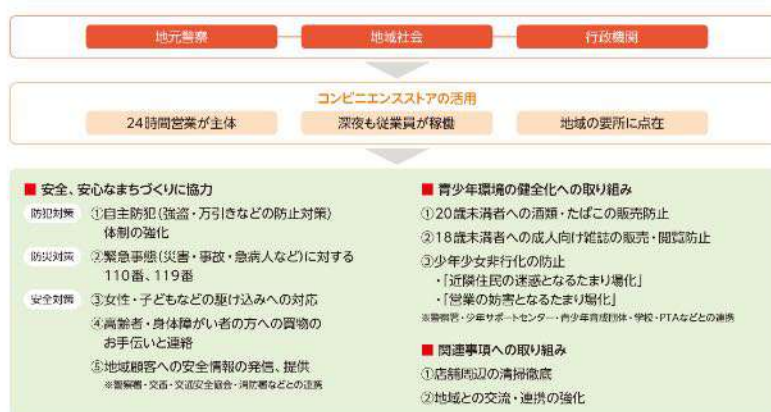 地元警察
地域社会
行政機関
コンビニエンスストアの活用
24時間営業が主体
深夜も従業員が稼働
地域の要所に点在
■ 安全、安心なまちづくりに協力
防犯対策 ①自主防犯(強盗・万引きなどの防止対策)
体制の強化
防災対策 ②緊急事態(災害・事故・急病人など)に対する
110番、119番
安全対策 ③女性・子どもなどの駆け込みへの対応
④高齢者・身体障がい者の方への買物の
お手伝いと連絡
⑤地域顧客への安全情報の発信、提供
※警察署・交番・交通安全協会・消防署などとの連携
■ 青少年環境の健全化への取り組み
①20歳未満者への酒類・たばこの販売防止
②18歳未満者への成人向け雑誌の販売・閲覧防止
③少年少女非行化の防止
・「近隣住民の迷惑となるたまり場化」
・「営業の妨害となるたまり場化」
※警察署・少年サポートセンター・青少年育成団体・学校・PTAなどとの連携
■ 関連事項への取り組み
①店舗周辺の清掃徹底
②地域との交流・連携の強化